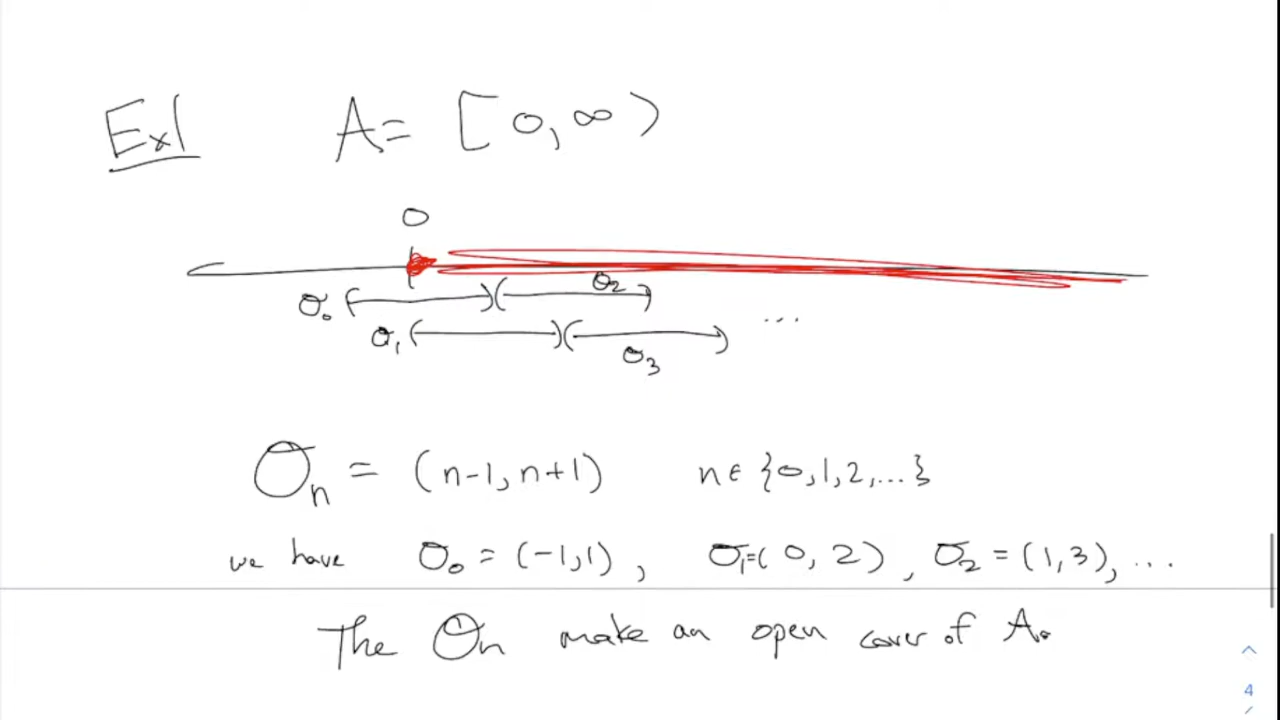 Ex1 A= [0,∞)
0
O₂
O₀
O₁ ...
O₃
Oₙ = (n-1, n+1) n∈{0,1,2,...}
we have O₀ = (-1,1), O₁=(0,2), O₂ = (1,3), ...
The Oₙ make an open cover of A.
4